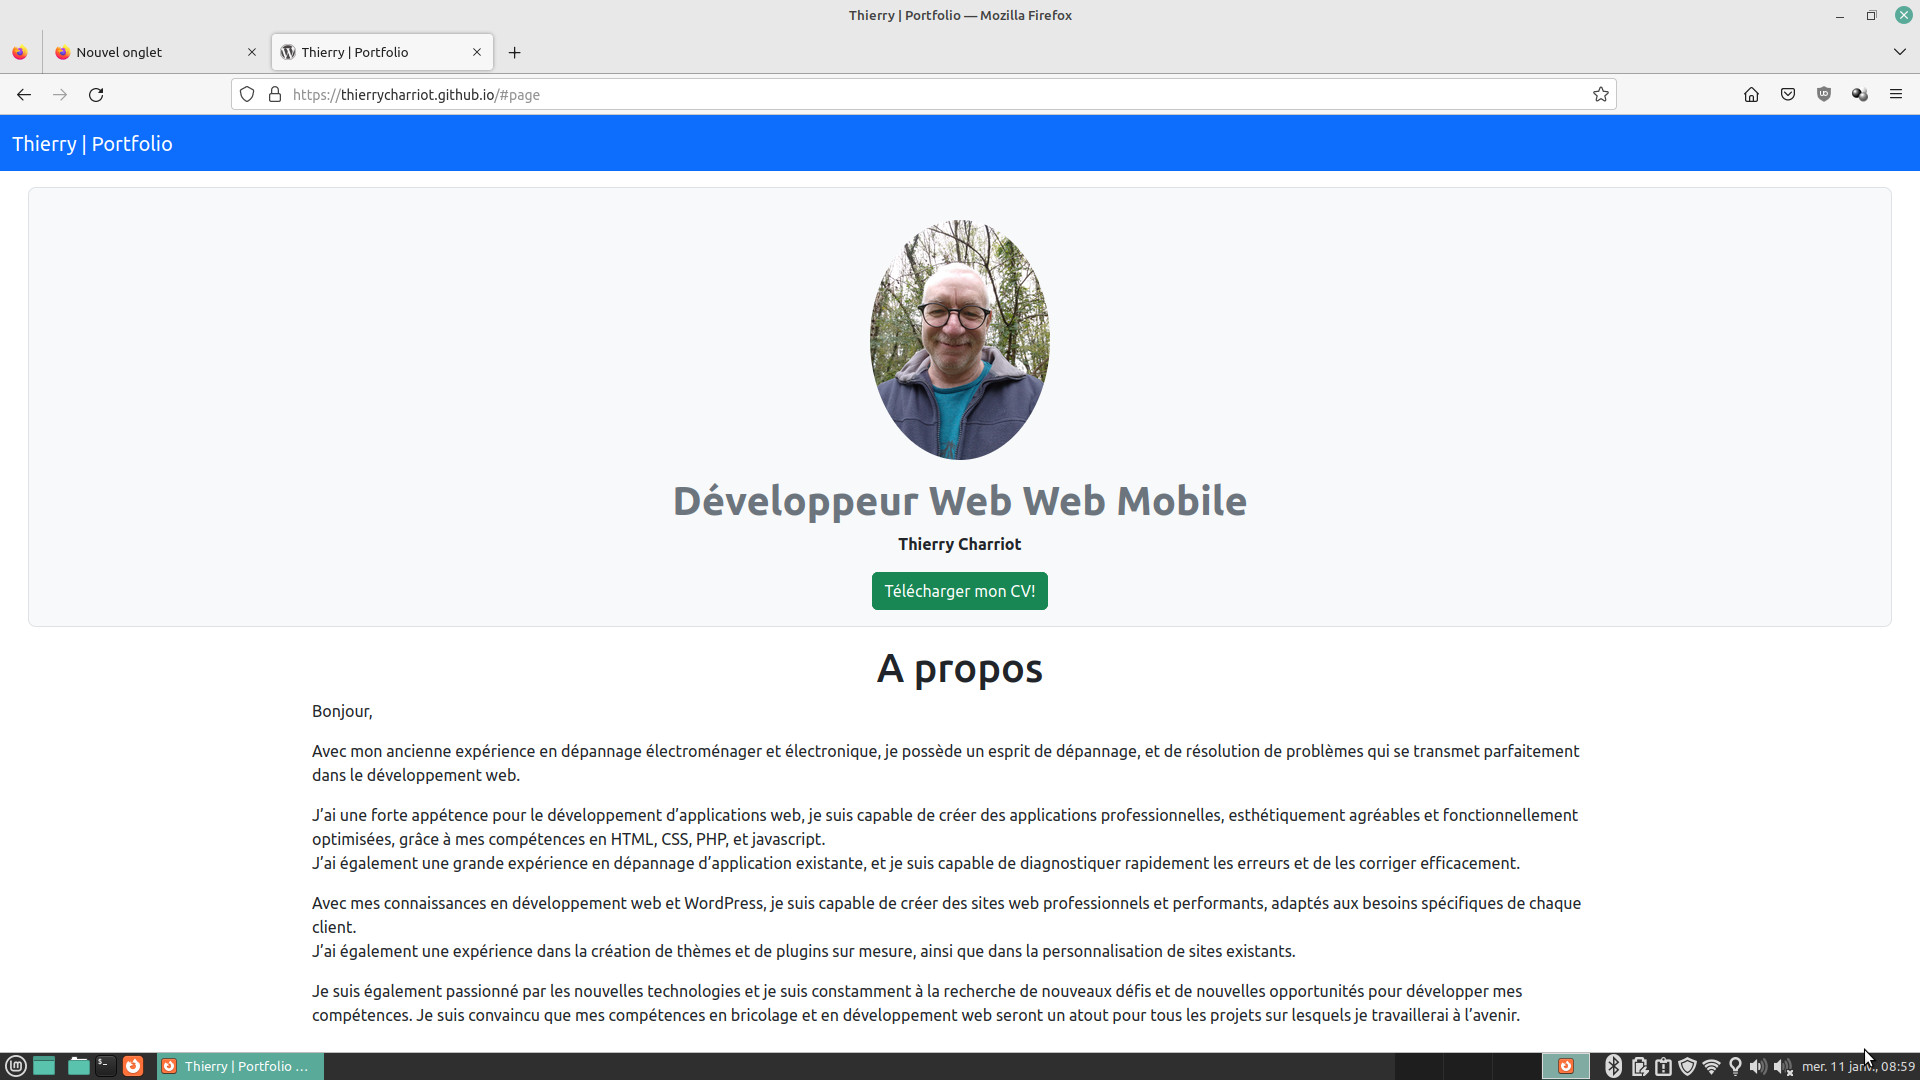 Thierry | Portfolio — Mozilla Firefox
Nouvel onglet
Thierry | Portfolio
https://thierrycharriot.github.io/#page
Thierry | Portfolio
Développeur Web Web Mobile
Thierry Charriot
Télécharger mon CV!
A propos
Bonjour,
Avec mon ancienne expérience en dépannage électroménager et électronique, je possède un esprit de dépannage, et de résolution de problèmes qui se transmet parfaitement
dans le développement web.
J’ai une forte appétence pour le développement d’applications web, je suis capable de créer des applications professionnelles, esthétiquement agréables et fonctionnellement
optimisées, grâce à mes compétences en HTML, CSS, PHP, et javascript.
J’ai également une grande expérience en dépannage d’application existante, et je suis capable de diagnostiquer rapidement les erreurs et de les corriger efficacement.
Avec mes connaissances en développement web et WordPress, je suis capable de créer des sites web professionnels et performants, adaptés aux besoins spécifiques de chaque
client.
J’ai également une expérience dans la création de thèmes et de plugins sur mesure, ainsi que dans la personnalisation de sites existants.
Je suis également passionné par les nouvelles technologies et je suis constamment à la recherche de nouveaux défis et de nouvelles opportunités pour développer mes
compétences. Je suis convaincu que mes compétences en bricolage et en développement web seront un atout pour tous les projets sur lesquels je travaillerai à l’avenir.
Thierry | Portfolio ...
mer. 11 janv., 08:59